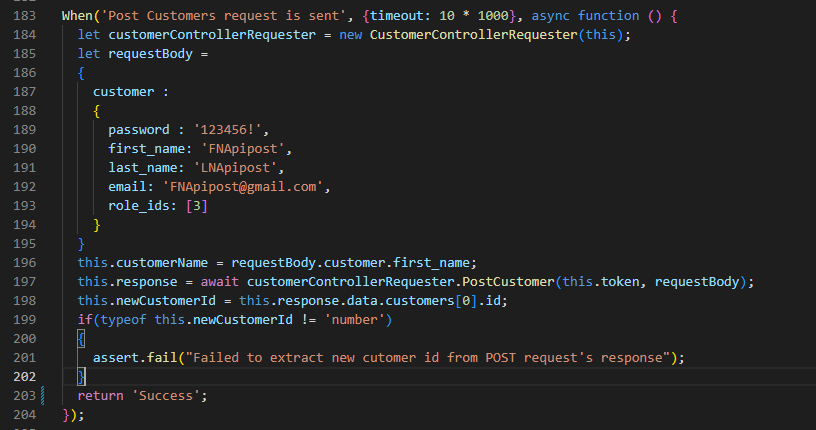 183 When('Post Customers request is sent', {timeout: 10 * 1000}, async function () {
184 let customerControllerRequester = new CustomerControllerRequester(this);
185 let requestBody =
186 {
187 customer :
188 {
189 password : '123456!',
190 first_name: 'FNApipost',
191 last_name: 'LNApipost',
192 email: 'FNApipost@gmail.com',
193 role_ids: [3]
194 }
195 }
196 this.customerName = requestBody.customer.first_name;
197 this.response = await customerControllerRequester.PostCustomer(this.token, requestBody);
198 this.newCustomerId = this.response.data.customers[0].id;
199 if(typeof this.newCustomerId != 'number')
200 {
201 assert.fail("Failed to extract new cutomer id from POST request's response");
202 }
203 return 'Success';
204 });